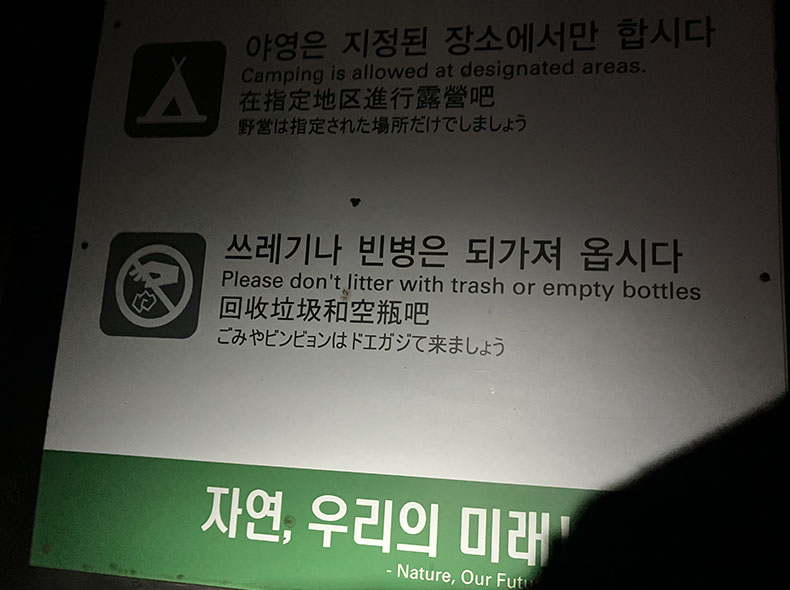 야영은 지정된 장소에서만 합시다
Camping is allowed at designated areas.
在指定地区進行露營吧
野営は指定された場所だけでしましょう
쓰레기나 빈병은 되가져 옵시다
Please don't litter with trash or empty bottles
回收垃圾和空瓶吧
ごみやビンビョンはドエガジて来ましょう
자연, 우리의 미래!
- Nature, Our